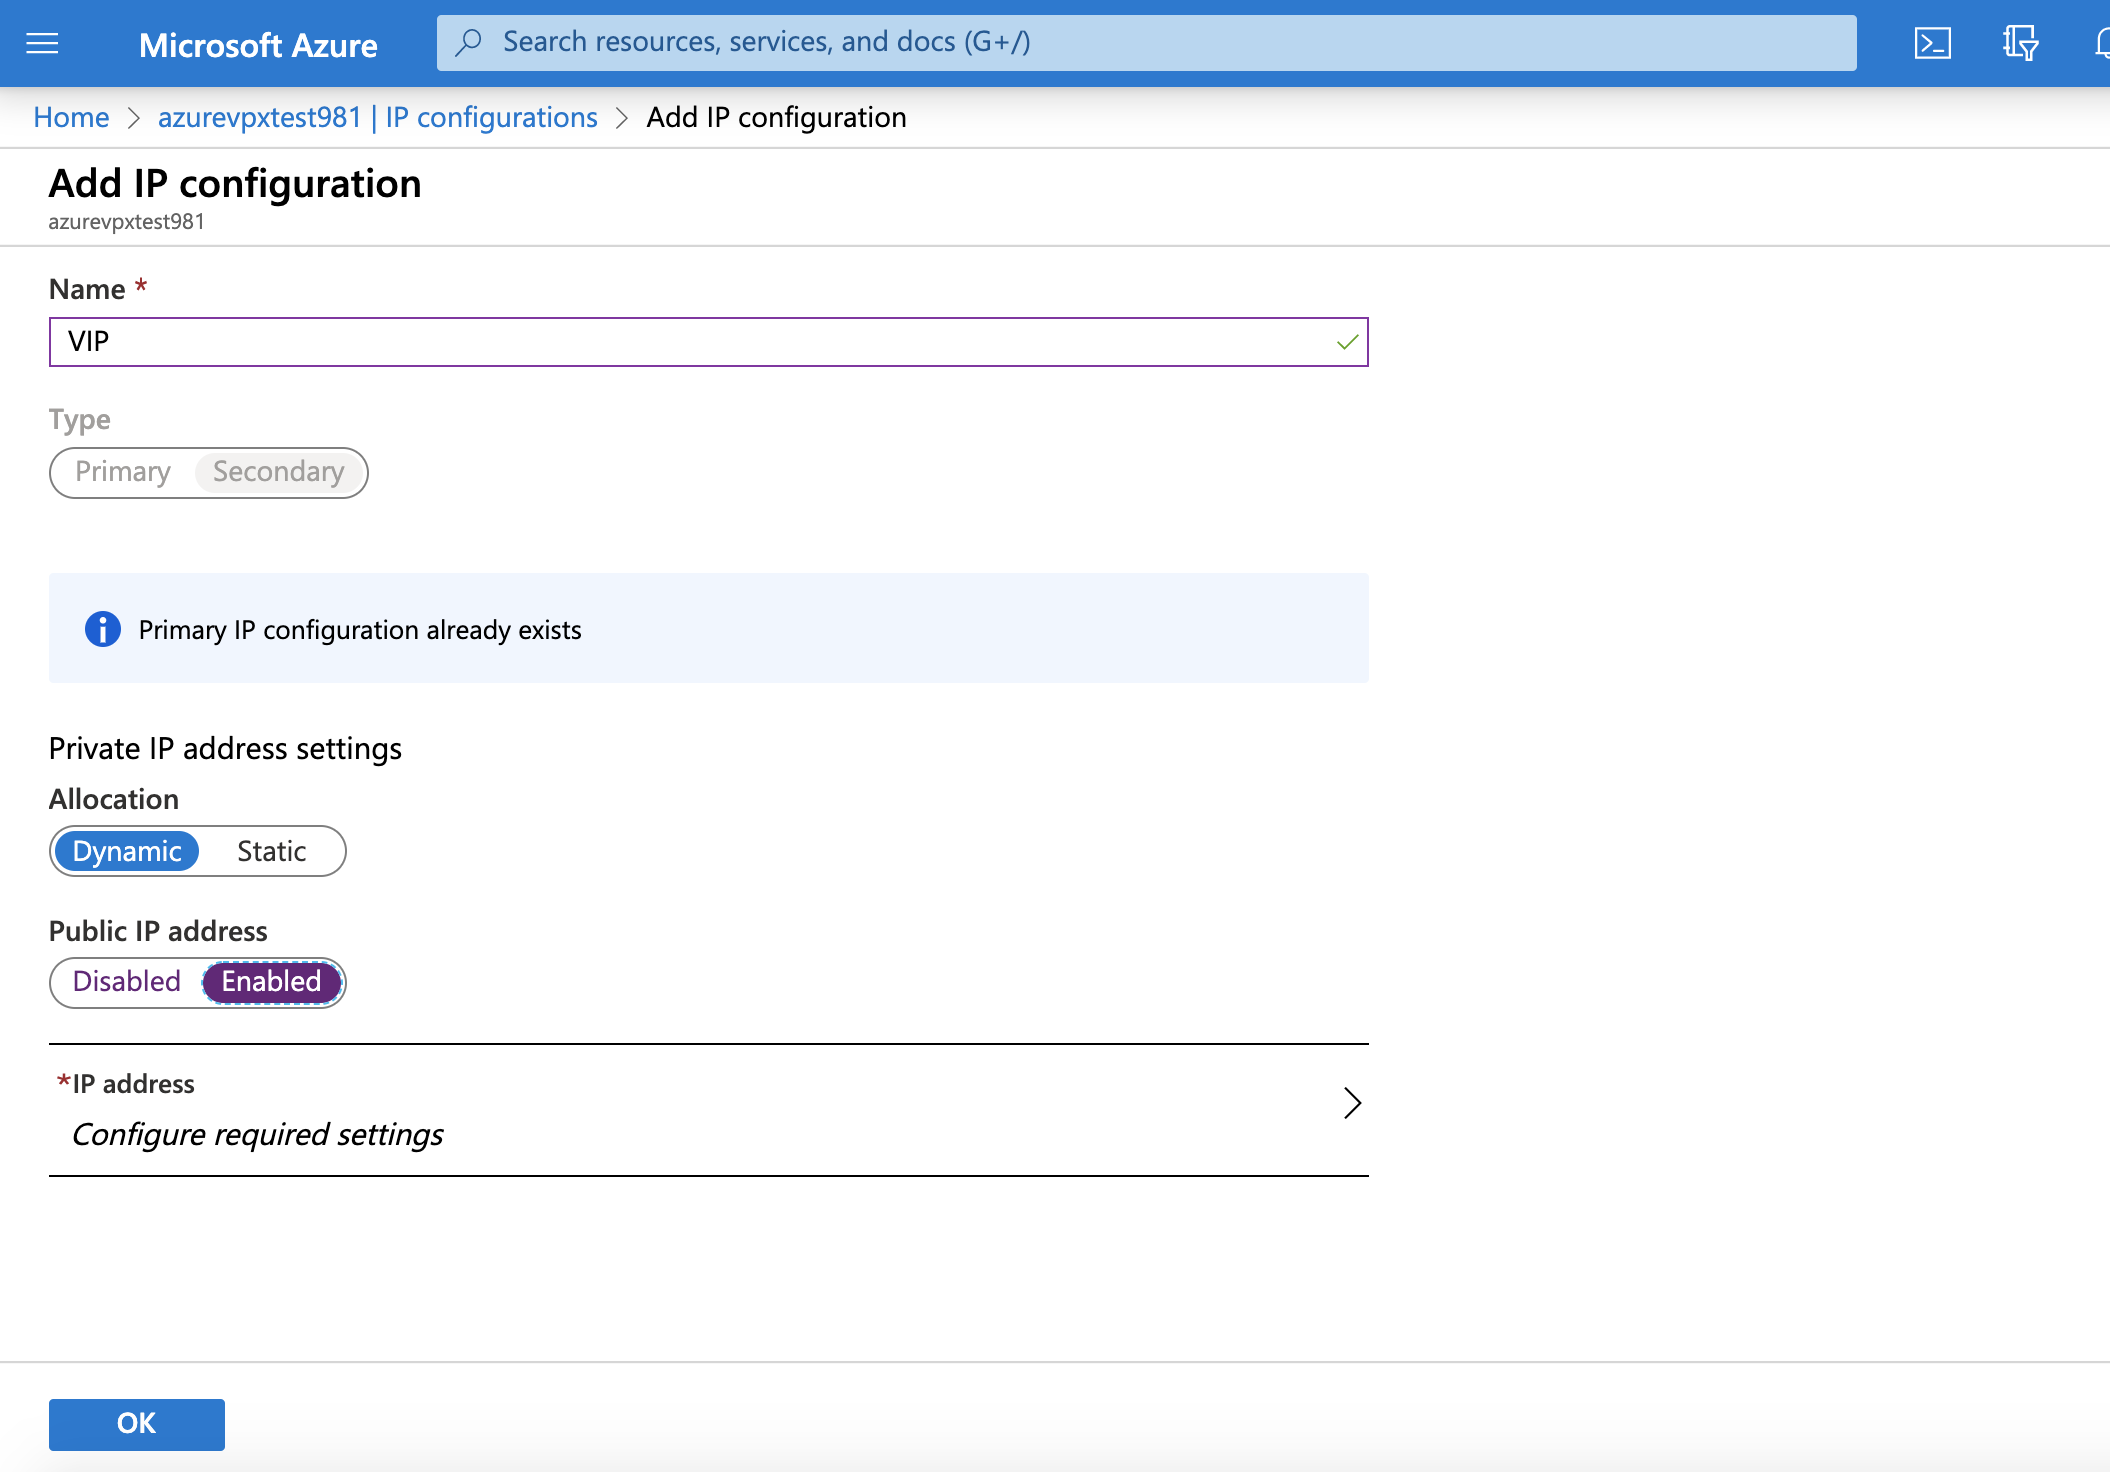 Microsoft Azure
Search resources, services, and docs (G+/)
Home > azurevpxtest981 | IP configurations > Add IP configuration
Add IP configuration
azurevpxtest981
Name *
VIP
Type
Primary Secondary
Primary IP configuration already exists
Private IP address settings
Allocation
Dynamic Static
Public IP address
Disabled Enabled
*IP address
Configure required settings
OK